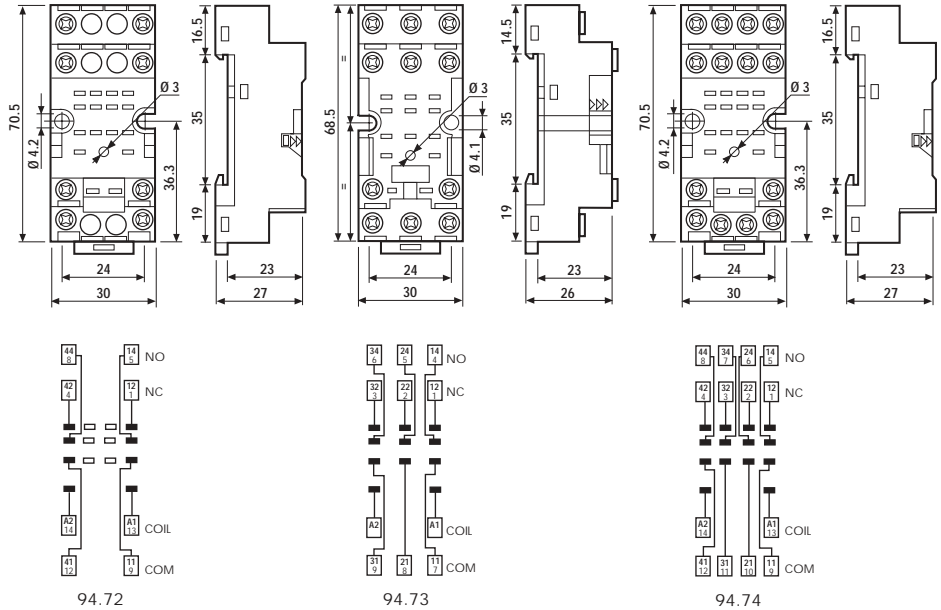 70.5
Ø 4.2
Ø 3
36.3
24
30
16.5
35
19
23
27
=
68.5
=
Ø 3
Ø 4.1
24
30
14.5
35
19
23
26
70.5
Ø 4.2
Ø 3
36.3
24
30
16.5
35
19
23
27
44 14
8 5 NO
42 12
4 1 NC
A2 A1
14 13 COIL
41 11
12 9 COM
94.72
34 24 14
6 5 4 NO
32 22 12
3 2 1 NC
A2 A1 COIL
31 21 11
9 8 7 COM
94.73
44 34 24 14
8 7 6 5 NO
42 32 22 12
4 3 2 1 NC
A2 A1
14 13 COIL
41 31 21 11
12 11 10 9 COM
94.74